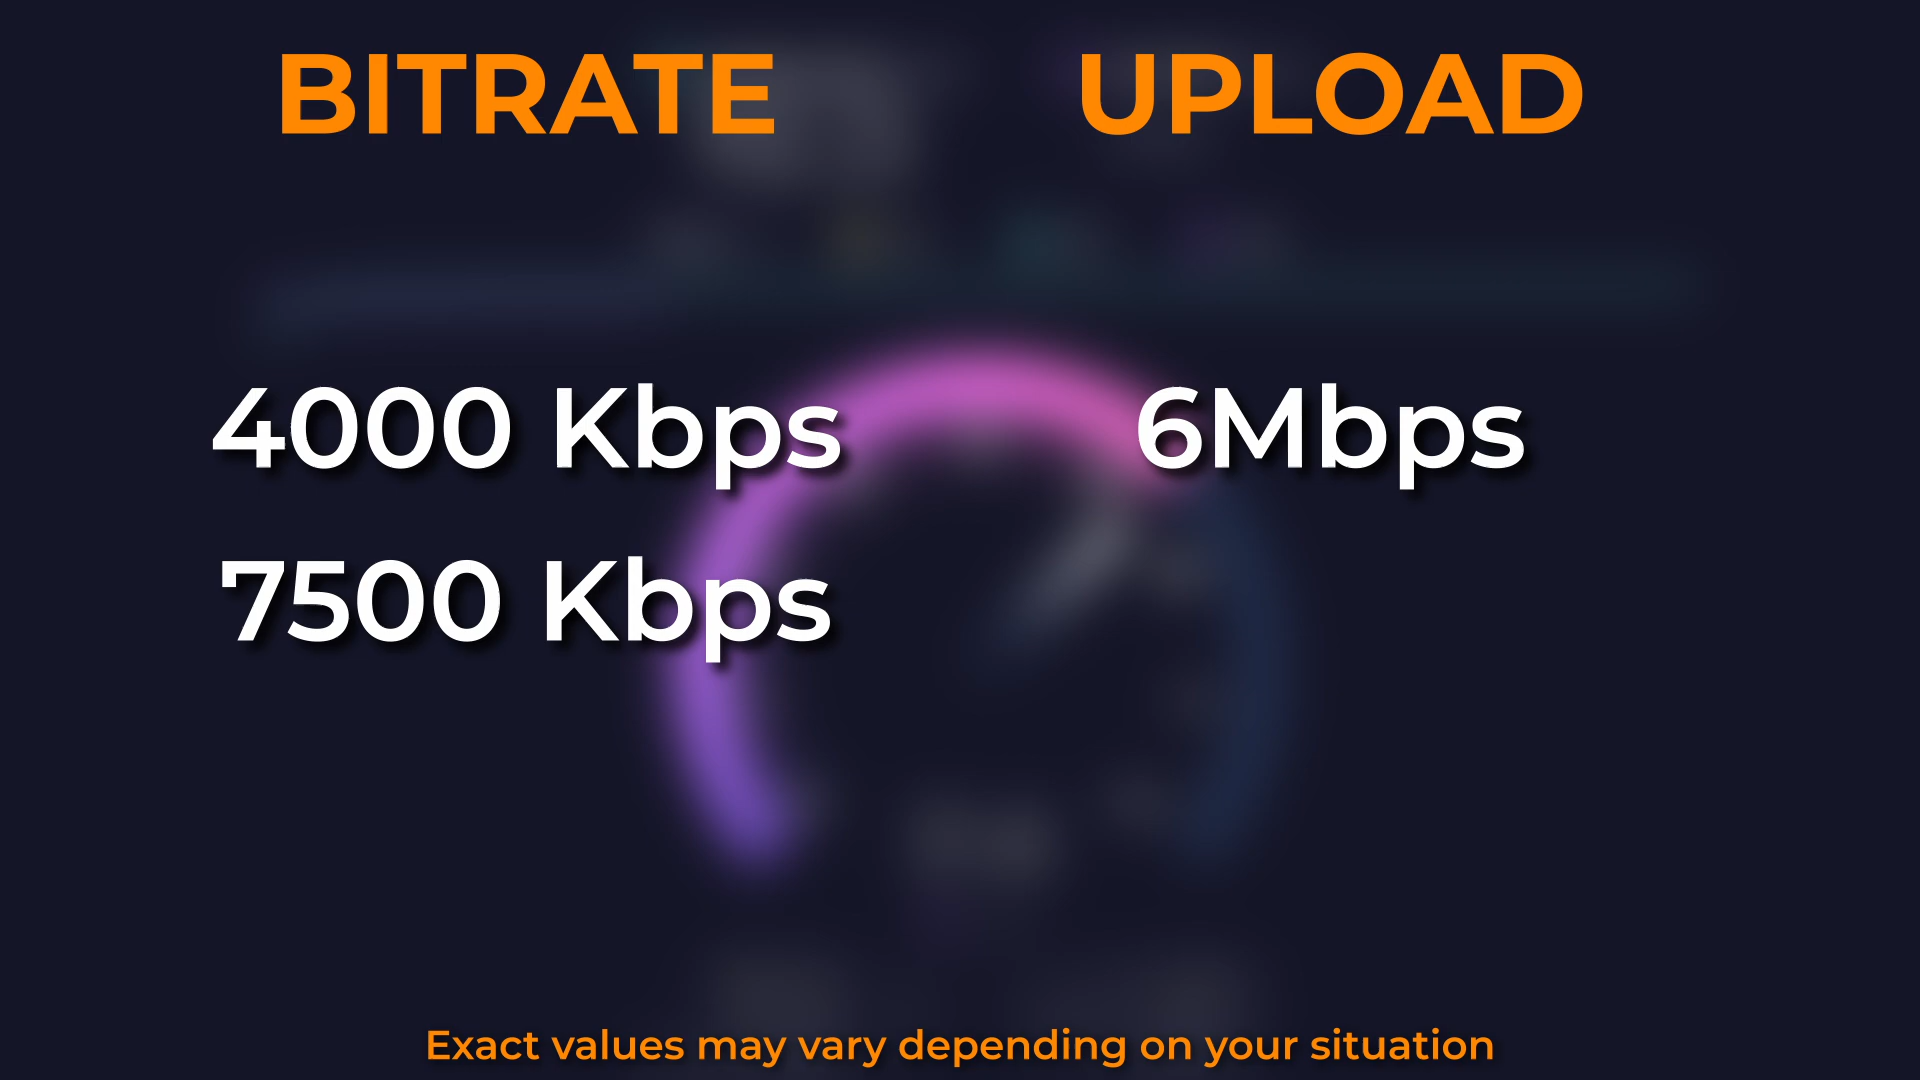 BITRATE UPLOAD
4000 Kbps 6Mbps
7500 Kbps
Exact values may vary depending on your situation